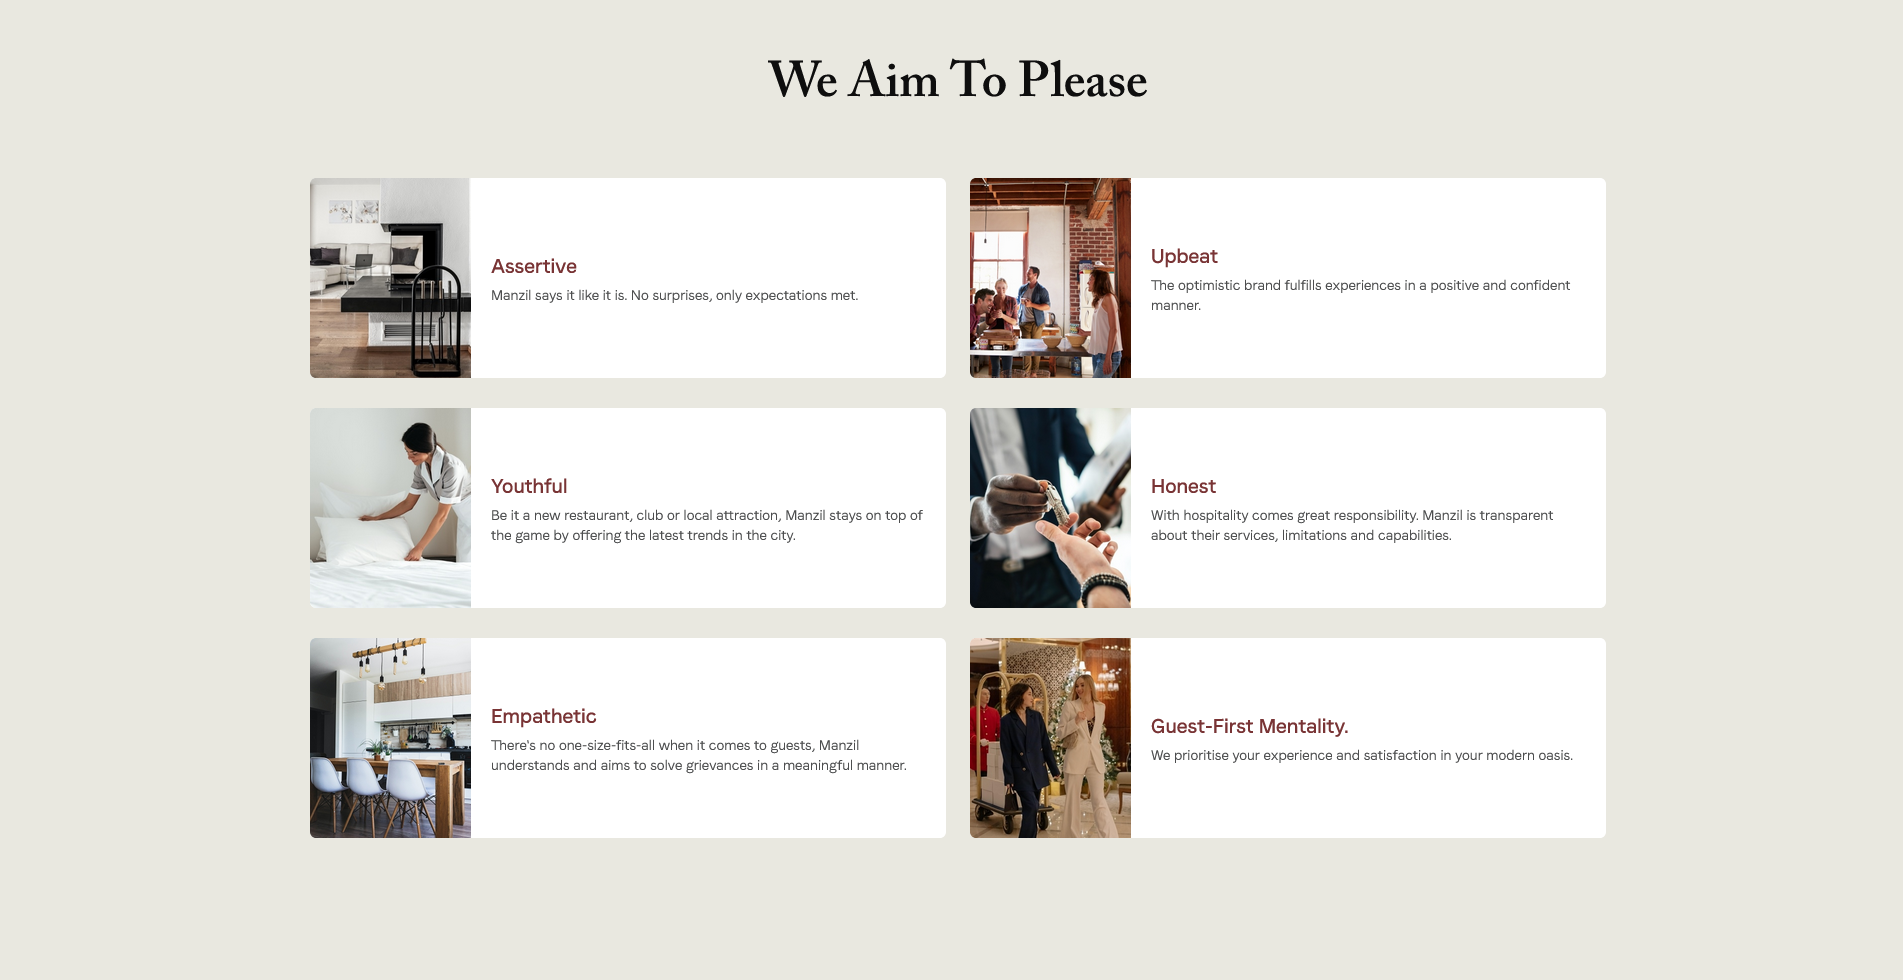 We Aim To Please
Assertive
Manzil says it like it is. No surprises, only expectations met.
Upbeat
The optimistic brand fulfills experiences in a positive and confident
manner.
Youthful
Be it a new restaurant, club or local attraction, Manzil stays on top of
the game by offering the latest trends in the city.
Honest
With hospitality comes great responsibility. Manzil is transparent
about their services, limitations and capabilities.
Empathetic
There's no one-size-fits-all when it comes to guests, Manzil
understands and aims to solve grievances in a meaningful manner.
Guest-First Mentality.
We prioritise your experience and satisfaction in your modern oasis.